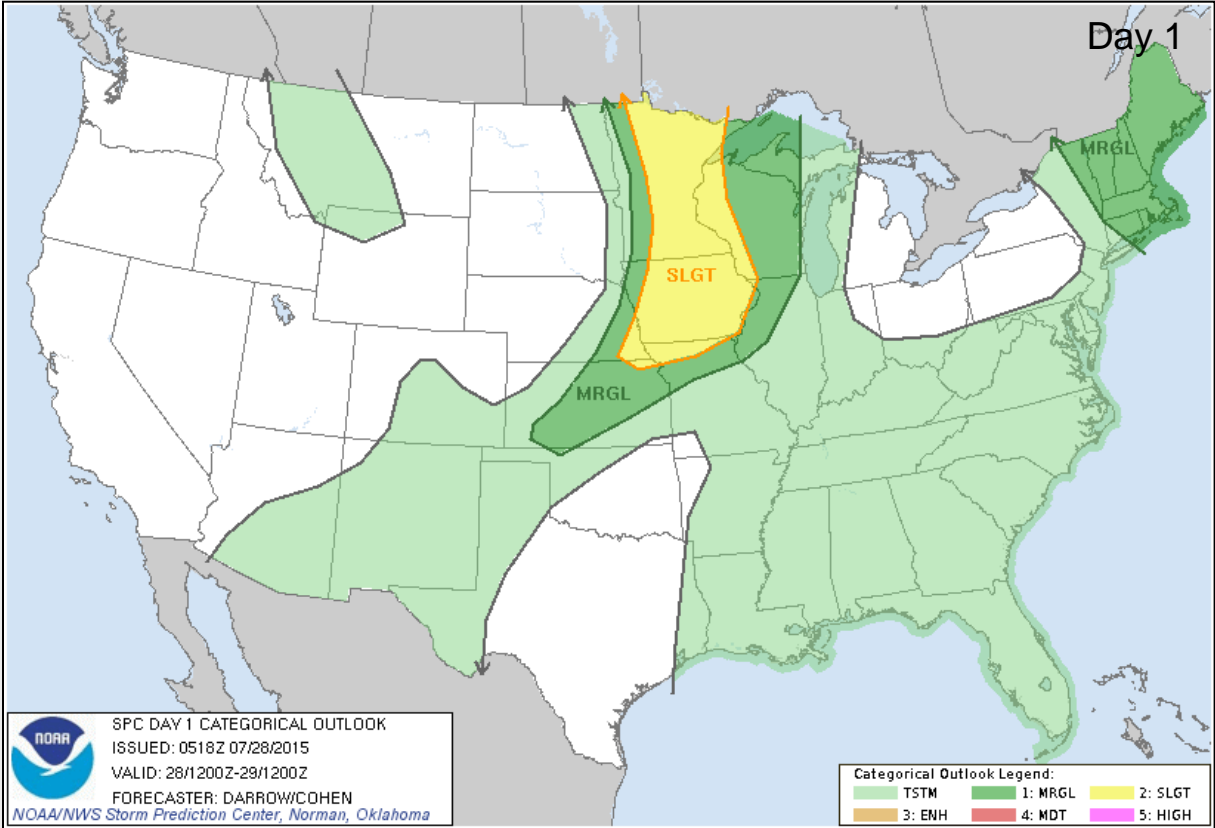 Day 1
MRGL
SLGT
MRGL
NOAA
SPC DAY 1 CATEGORICAL OUTLOOK
ISSUED: 0518Z 07/28/2015
VALID: 28/1200Z-29/1200Z
FORECASTER: DARROW/COHEN
NOAA/NWS Storm Prediction Center, Norman, Oklahoma
Categorical Outlook Legend:
TSTM 1: MRGL 2: SLGT
3: ENH 4: MDT 5: HIGH